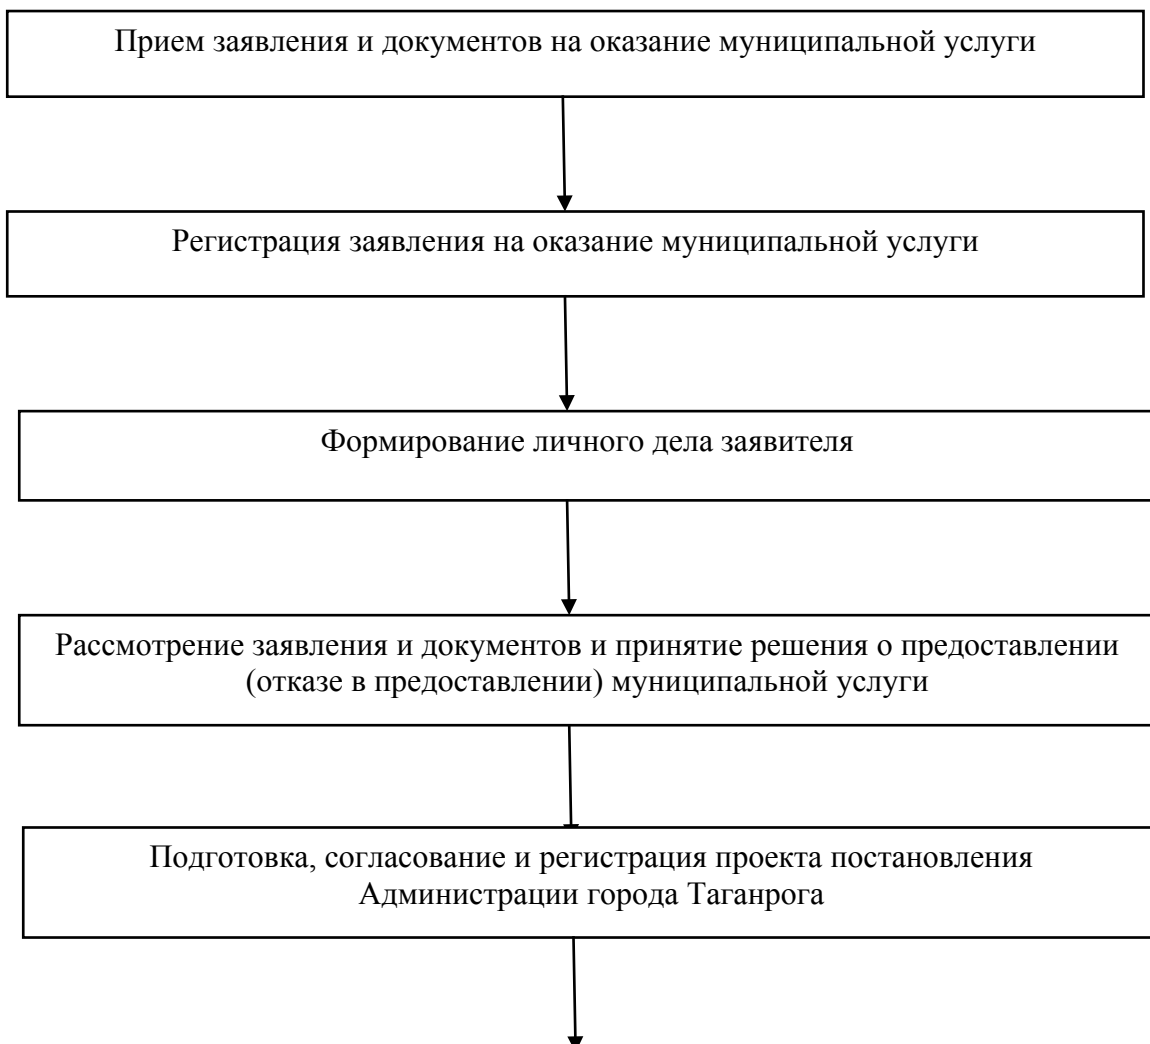 Прием заявления и документов на оказание муниципальной услуги
Регистрация заявления на оказание муниципальной услуги
Формирование личного дела заявителя
Рассмотрение заявления и документов и принятие решения о предоставлении
(отказе в предоставлении) муниципальной услуги
Подготовка, согласование и регистрация проекта постановления
Администрации города Таганрога